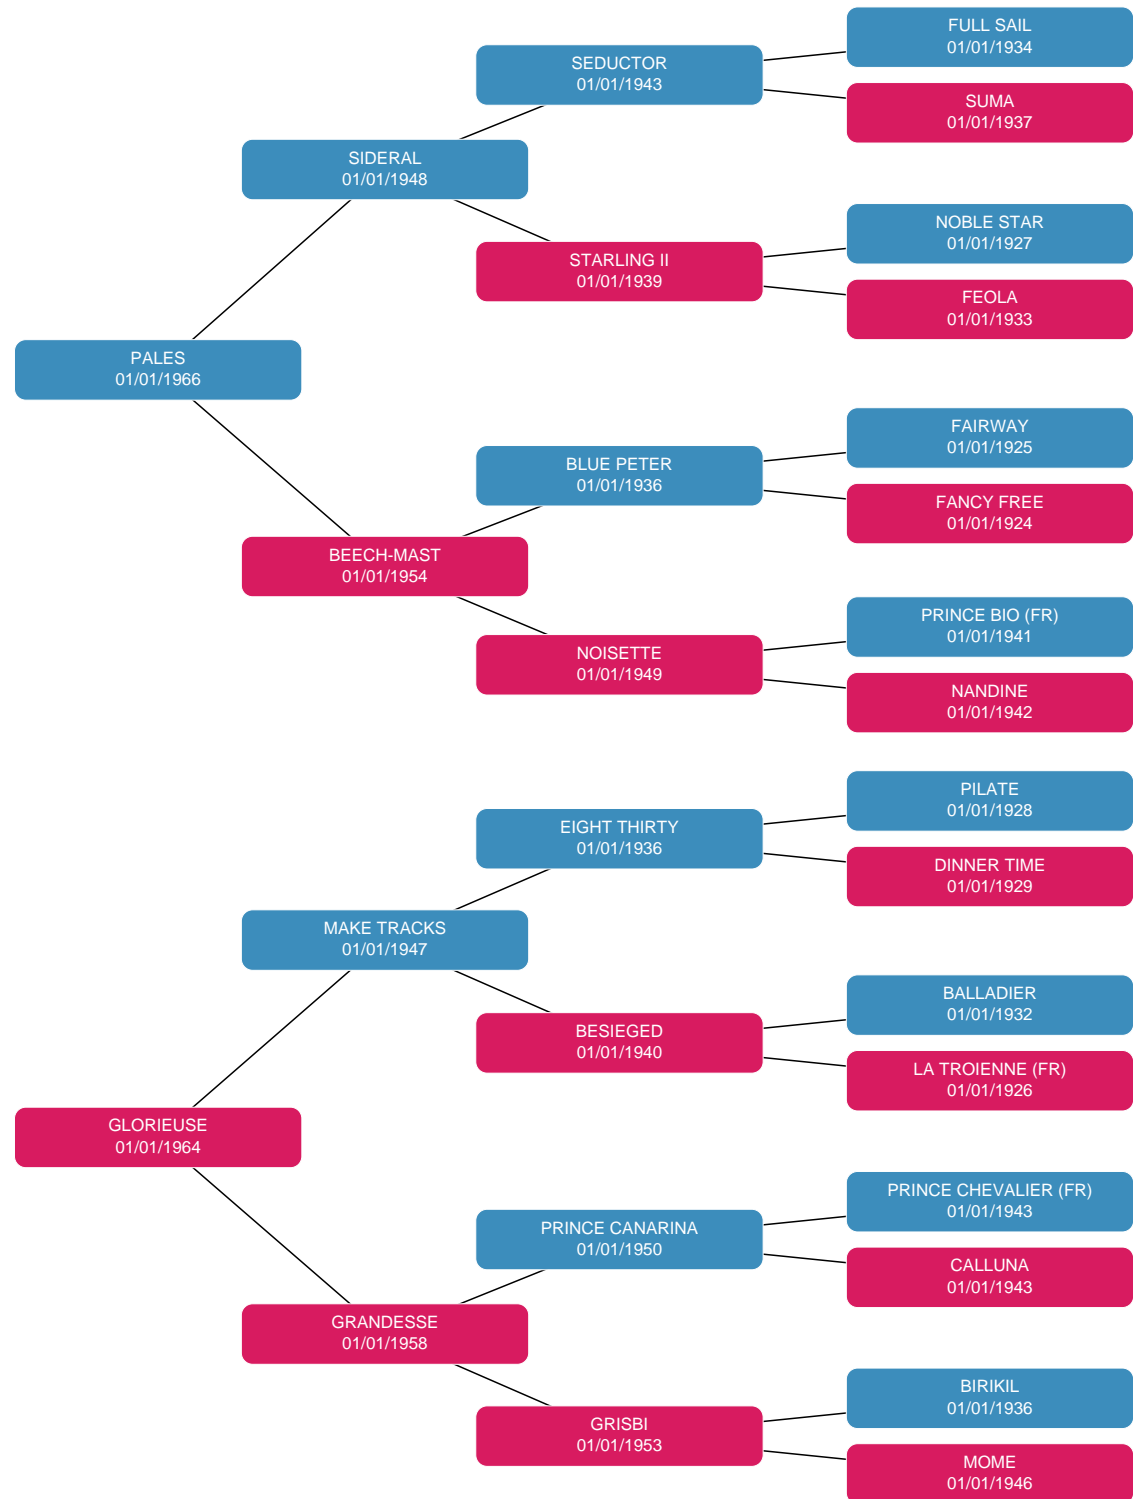 FULL SAIL
01/01/1934
SEDUCTOR
01/01/1943
SUMA
01/01/1937
SIDERAL
01/01/1948
NOBLE STAR
01/01/1927
STARLING II
01/01/1939
FEOLA
01/01/1933
PALES
01/01/1966
FAIRWAY
01/01/1925
BLUE PETER
01/01/1936
FANCY FREE
01/01/1924
BEECH-MAST
01/01/1954
PRINCE BIO (FR)
01/01/1941
NOISETTE
01/01/1949
NANDINE
01/01/1942
PILATE
01/01/1928
EIGHT THIRTY
01/01/1936
DINNER TIME
01/01/1929
MAKE TRACKS
01/01/1947
BALLADIER
01/01/1932
BESIEGED
01/01/1940
LA TROIENNE (FR)
01/01/1926
GLORIEUSE
01/01/1964
PRINCE CHEVALIER (FR)
01/01/1943
PRINCE CANARINA
01/01/1950
CALLUNA
01/01/1943
GRANDESSE
01/01/1958
BIRIKIL
01/01/1936
GRISBI
01/01/1953
MOME
01/01/1946